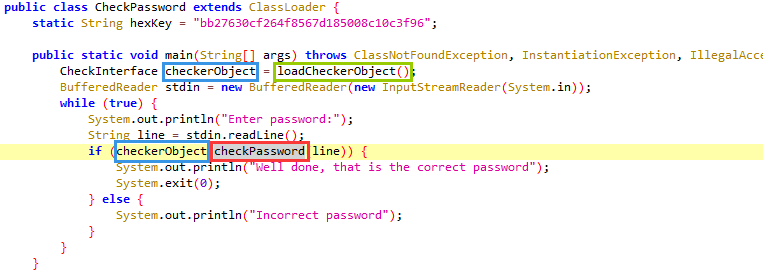 public class CheckPassword extends ClassLoader {
static String hexKey = "bb27630cf264f8567d185008c10c3f96";
public static void main(String[] args) throws ClassNotFoundException, InstantiationException, IllegalAcce
CheckInterface checkerObject = loadCheckerObject();
BufferedReader stdin = new BufferedReader(new InputStreamReader(System.in));
while (true) {
System.out.println("Enter password:");
String line = stdin.readLine();
if (checkerObject checkPassword line)) {
System.out.println("Well done, that is the correct password");
System.exit(0);
} else {
System.out.println("Incorrect password");
}
}
}